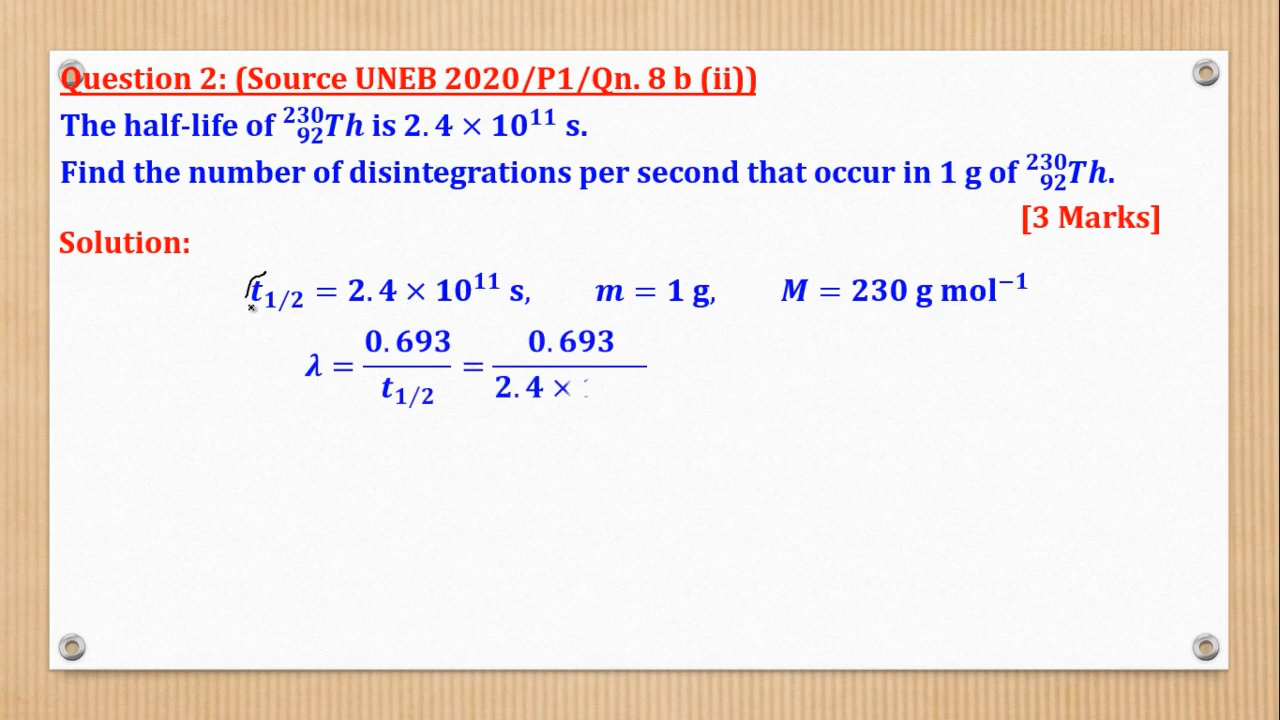 Question 2: (Source UNEB 2020/P1/Qn. 8 b (ii))
The half-life of ²³⁰₉₂Th is 2.4 × 10¹¹ s.
Find the number of disintegrations per second that occur in 1 g of ²³⁰₉₂Th.
[3 Marks]
Solution:
t₁/₂ = 2.4 × 10¹¹ s, m = 1 g, M = 230 g mol⁻¹
λ = 0.693 / t₁/₂ = 0.693 / 2.4 ×